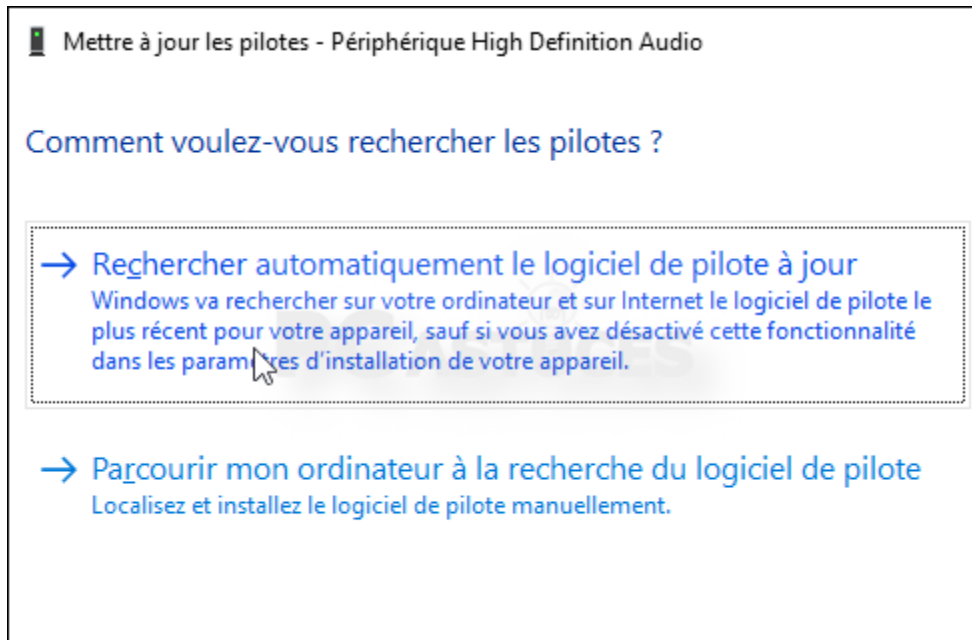 Mettre à jour les pilotes - Périphérique High Definition Audio
Comment voulez-vous rechercher les pilotes ?
Rechercher automatiquement le logiciel de pilote à jour
Windows va rechercher sur votre ordinateur et sur Internet le logiciel de pilote le
plus récent pour votre appareil, sauf si vous avez désactivé cette fonctionnalité
dans les paramètres d'installation de votre appareil.
PC ASTUCES
Parcourir mon ordinateur à la recherche du logiciel de pilote
Localisez et installez le logiciel de pilote manuellement.